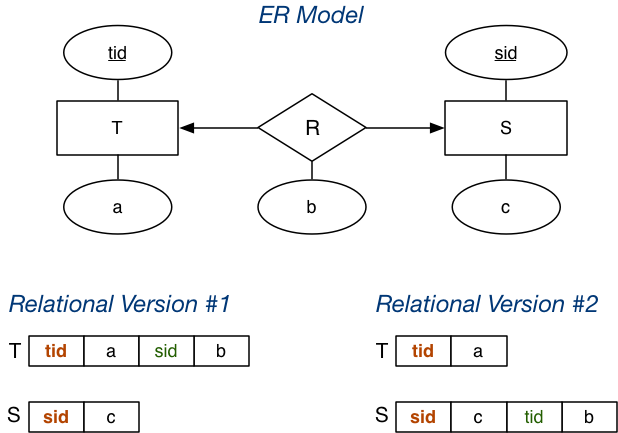 ER Model
tid
sid
T
R
S
a
b
c
Relational Version #1
Relational Version #2
T tid a sid b
T tid a
S sid c
S sid c tid b